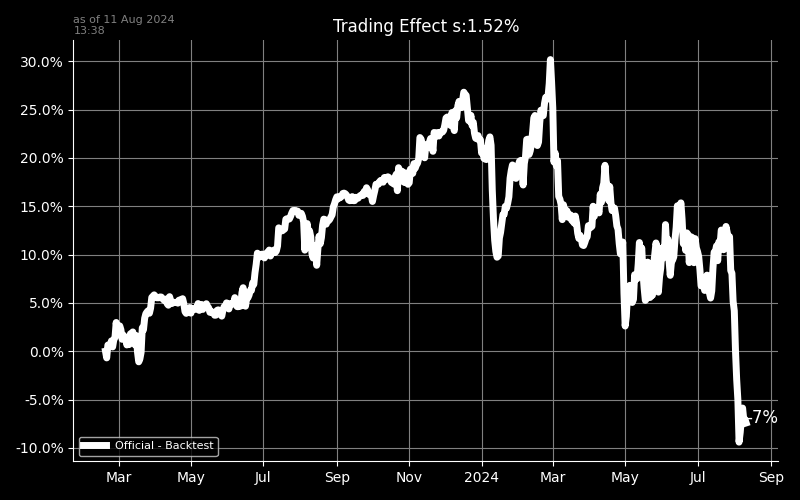 as of 11 Aug 2024
13:38
Trading Effect s:1.52%
30.0%
25.0%
20.0%
15.0%
10.0%
5.0%
0.0%
-5.0%
-10.0%
-7%
Official - Backtest
Mar May Jul Sep Nov 2024 Mar May Jul Sep